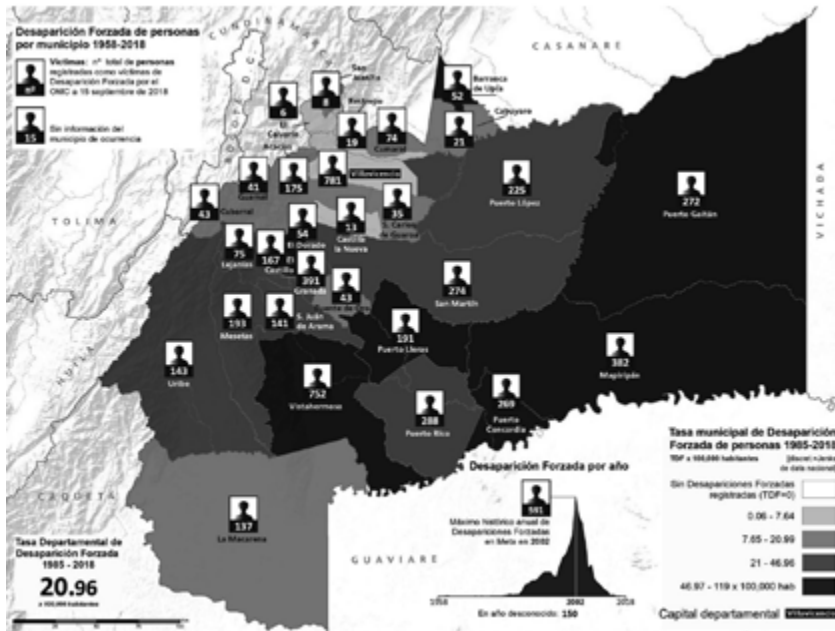 Desaparición Forzada de personas
por municipio 1958-2018
nº
Víctimas: nº total de personas
registradas como víctimas de
Desaparición Forzada por el
ONIC a 15 septiembre de 2018
15
Sin información del
municipio de ocurrencia
CUNDINAMARCA
CASANARE
VICHADA
TOLIMA
HUILA
CAQUETÁ
GUAVIARE
San
Juanito
8
6
El
Calvario
Restrepo
19
74
Cumaral
52
Barranca
de Upía
21
Cabuyaro
Acacías
175
781
Villavicencio
41
Guamal
43
Cubarral
225
Puerto López
272
Puerto Gaitán
35
S. Carlos
de Guaroa
13
Castilla
la Nueva
54
El Dorado
75
Lejanías
167
El
Castillo
391
Granada
43
274
San Martín
193
Mesetas
141
S. Juan
de Arama
191
Puerto Lleras
382
Mapiripán
143
Uribe
752
Vistahermosa
288
Puerto Rico
269
Puerto
Concordia
137
La Macarena
Tasa Departamental de
Desaparición Forzada
1985 - 2018
20.96
x 100,000 habitantes
Desaparición Forzada por año
591
Máximo histórico anual de
Desapariciones Forzadas
en Meta en 2002
1958
2002
2018
En año desconocido: 150
Tasa municipal de Desaparición
Forzada de personas 1985-2018
TDF x 100,000 habitantes
de data nacional
Sin Desapariciones Forzadas
registradas (TDF=0)
0.06 - 7.64
7.65 - 20.99
21 - 46.96
46.97 - 119 x 100,000 hab
Capital departamental Villavicencio